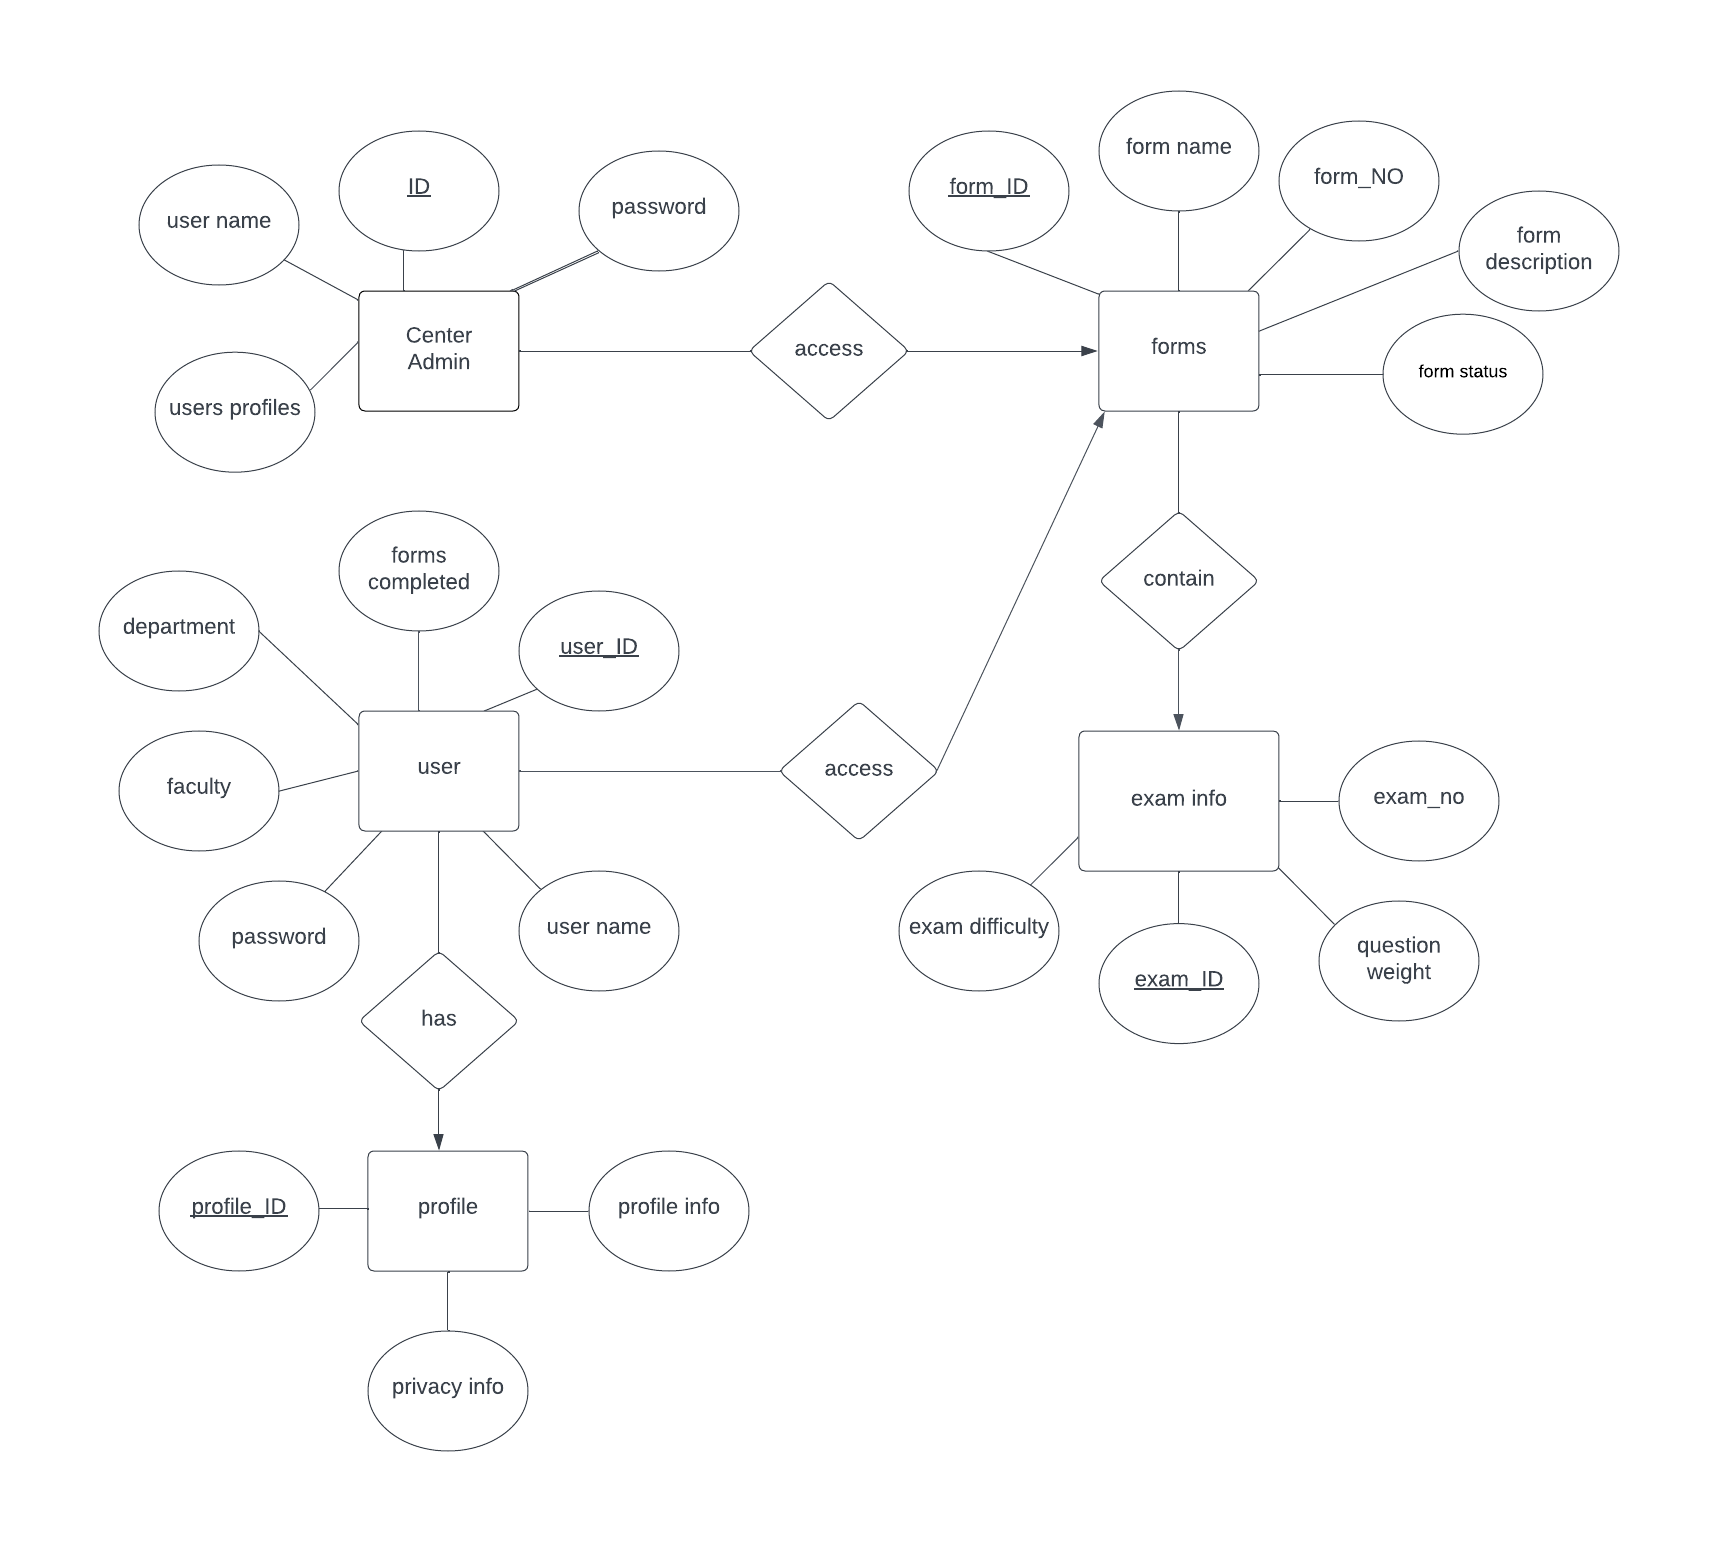 form name
form_NO
ID
form_ID
password
user name
form
description
Center
Admin
access
forms
form status
users profiles
forms
completed
contain
department
user_ID
user
access
faculty
exam info
exam_no
password
user name
exam difficulty
question
weight
exam_ID
has
profile_ID
profile
profile info
privacy info